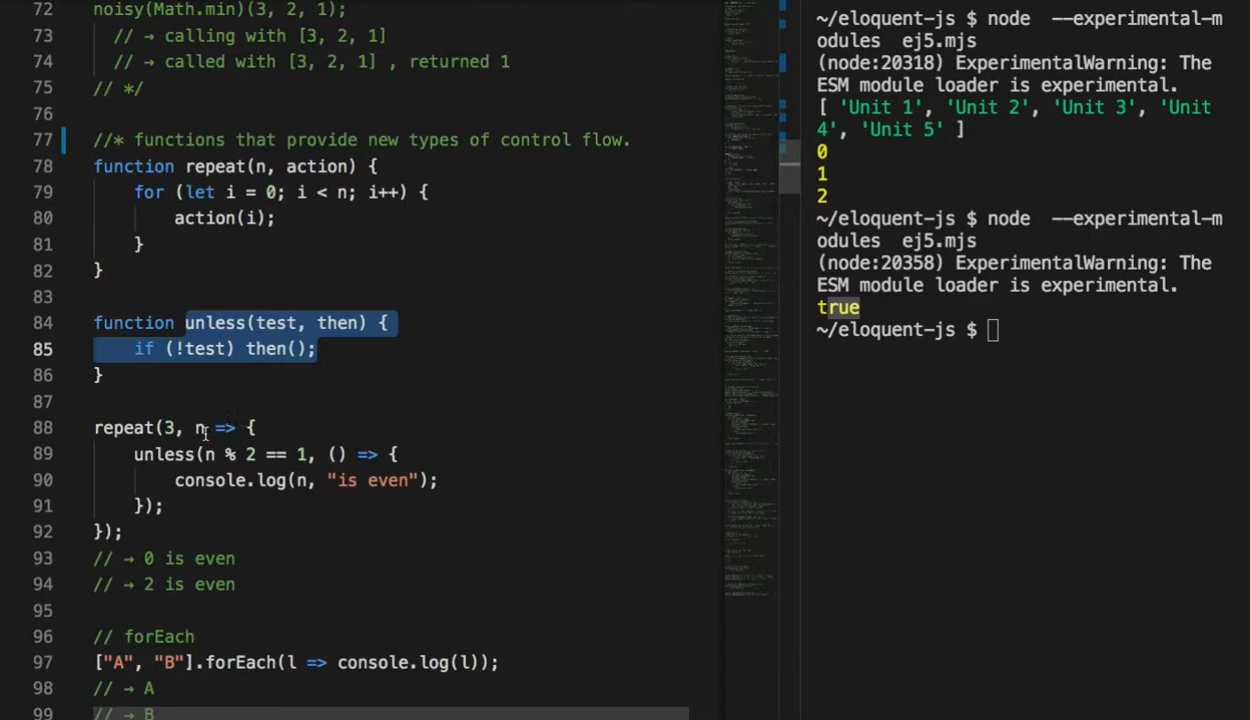 72 noisy(Math.min)(3, 2, 1);
73 // → calling with [3, 2, 1]
74 // → called with [3, 2, 1] , returned 1
75 // */
76
77 //* functions that provide new types of control flow.
78 function repeat(n, action) {
79 for (let i = 0; i < n; i++) {
80 action(i);
81 }
82 }
83
84 function unless(test, then) {
85 if (!test) then();
86 }
87
88 repeat(3, n => {
89 unless(n % 2 == 1, () => {
90 console.log(n, "is even");
91 });
92 });
93 // → 0 is even
94 // → 2 is even
95
96 // forEach
97 ["A", "B"].forEach(l => console.log(l));
98 // → A
99 // → B
~/eloquent-js $ node --experimental-m
odules ej5.mjs
(node:20318) ExperimentalWarning: The
ESM module loader is experimental.
[ 'Unit 1', 'Unit 2', 'Unit 3', 'Unit
4', 'Unit 5' ]
0
1
2
~/eloquent-js $ node --experimental-m
odules ej5.mjs
(node:20358) ExperimentalWarning: The
ESM module loader is experimental.
true
~/eloquent-js $